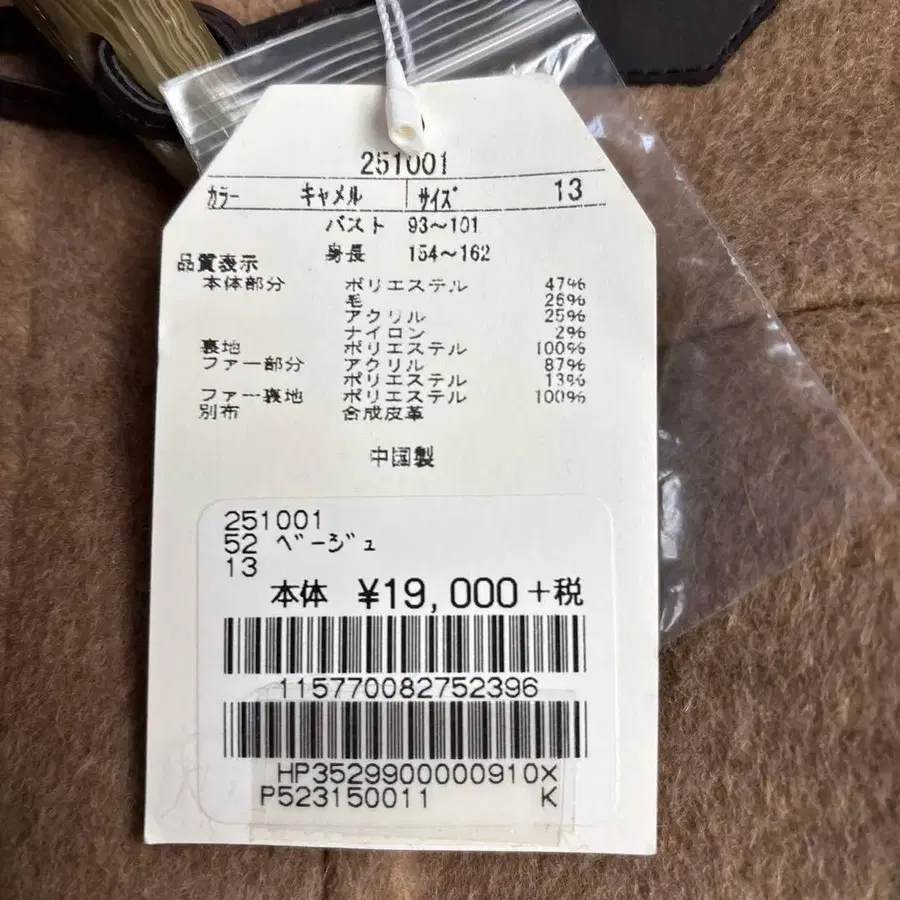 251001
カラー キャメル サイズ 13
バスト 93～101
身長 154～162
品質表示
本体部分 ポリエステル 47%
毛 26%
アクリル 25%
ナイロン 2%
裏地 ポリエステル 100%
ファー部分 アクリル 87%
ポリエステル 13%
ファー裏地 ポリエステル 100%
別布 合成皮革
中国製
251001
52 ベージュ
13
本体 ¥19,000+税
115770082752396
HP3529900000910X
P523150011 K